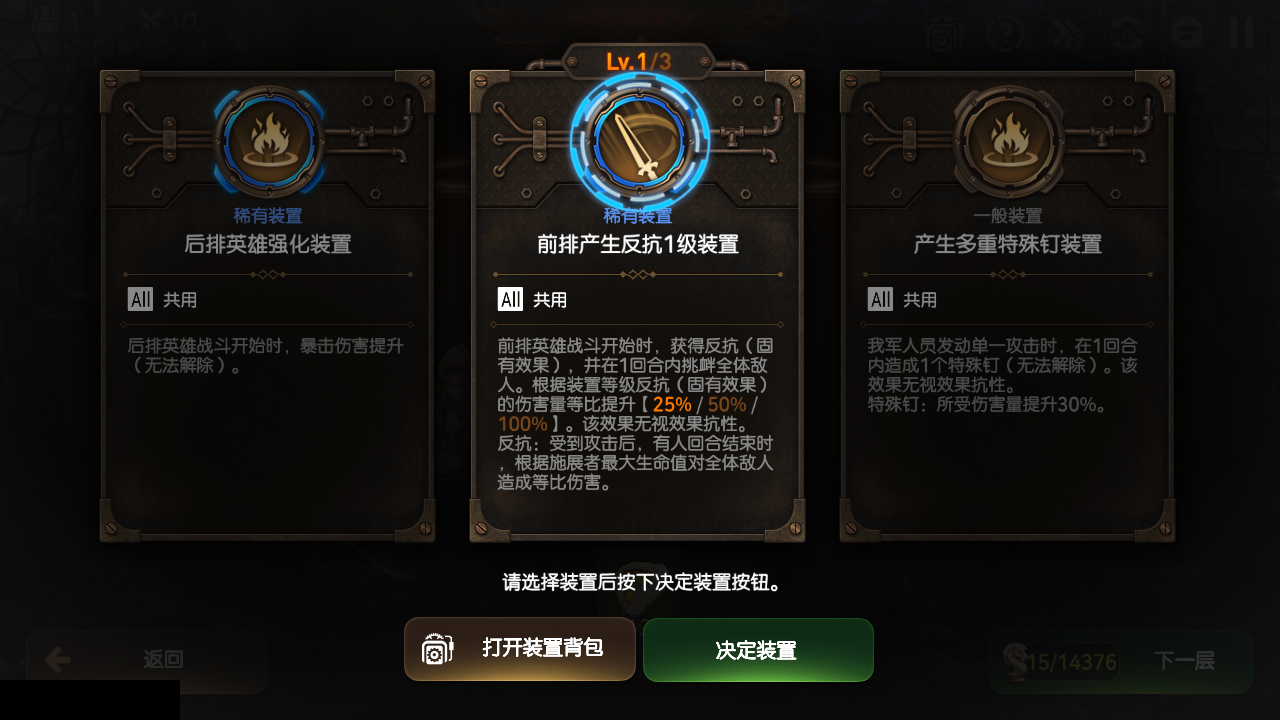 1/1
Lv.1/3
稀有装置
后排英雄强化装置
All 共用
后排英雄战斗开始时，暴击伤害提升
（无法解除）。
稀有装置
前排产生反抗1级装置
All 共用
前排英雄战斗开始时，获得反抗（固
有效果），并在1回合内挑衅全体敌
人。根据装置等级反抗（固有效果）
的伤害量等比提升【25% / 50% /
100%】。该效果无视效果抗性。
反抗：受到攻击后，有人回合结束时
，根据施展者最大生命值对全体敌人
造成等比伤害。
一般装置
产生多重特殊钉装置
All 共用
我军人员发动单一攻击时，在1回合
内造成1个特殊钉（无法解除）。该
效果无视效果抗性。
特殊钉：所受伤害量提升30%。
请选择装置后按下决定装置按钮。
打开装置背包
决定装置
返回
15/14376
下一层